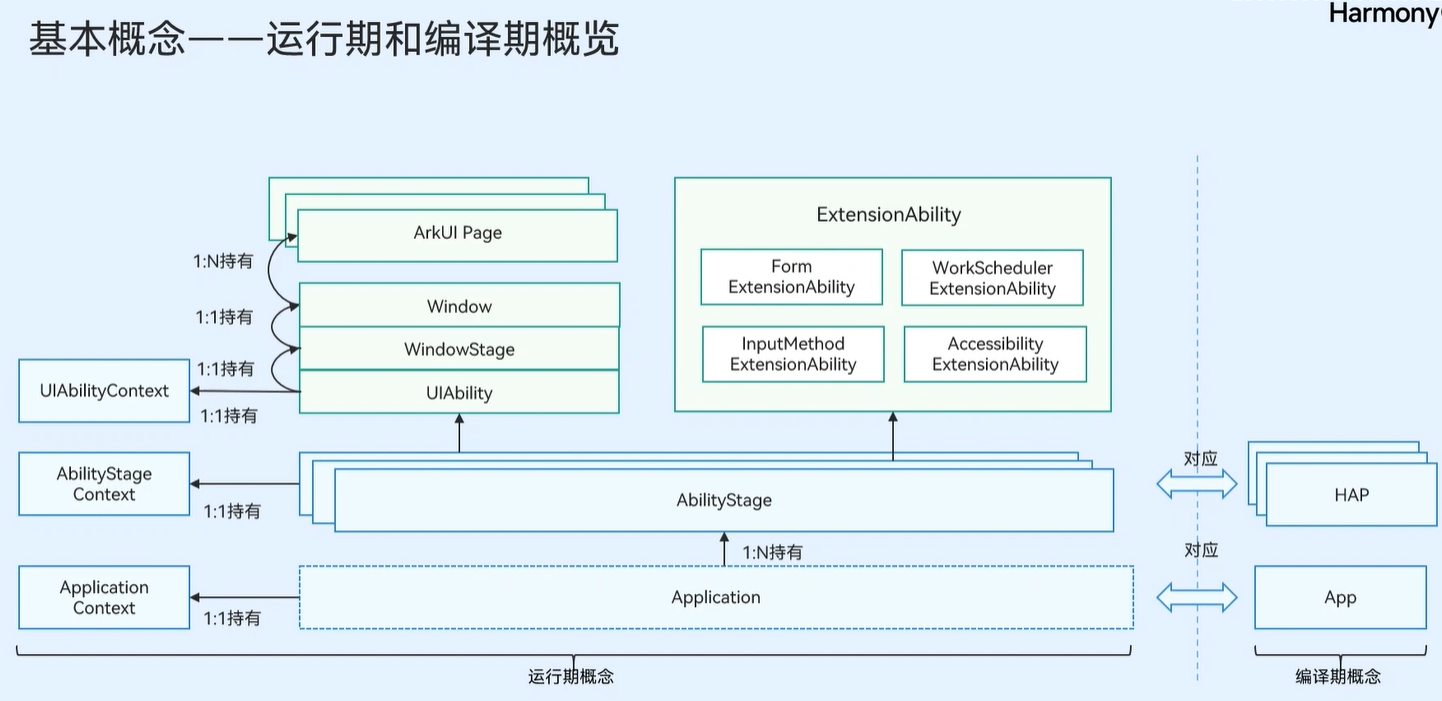 Harmony
基本概念——运行期和编译期概览
ArkUI Page
1:N持有
Window
1:1持有
WindowStage
1:1持有
UIAbility
UIAbilityContext
1:1持有
ExtensionAbility
Form
ExtensionAbility
WorkScheduler
ExtensionAbility
InputMethod
ExtensionAbility
Accessibility
ExtensionAbility
AbilityStage
Context
1:1持有
AbilityStage
对应
HAP
1:N持有
Application
Context
1:1持有
Application
对应
App
运行期概念
编译期概念